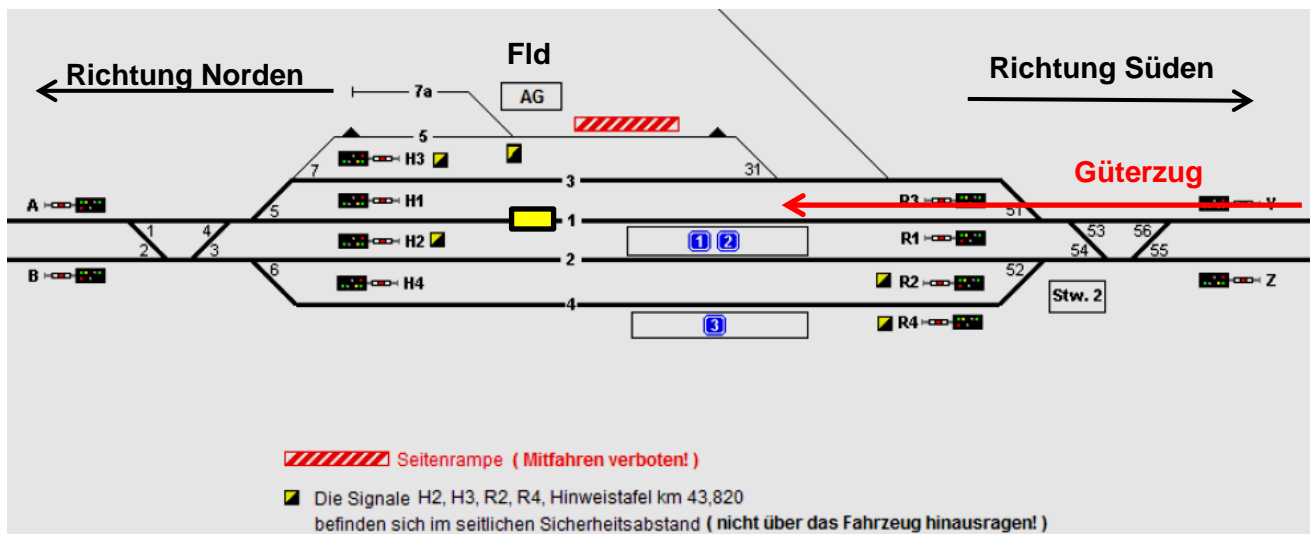 Richtung Norden
Fld
Richtung Süden
7a
AG
5
H3
7
31
3
Güterzug
A
5
H1
R3
51
V
1
1
4
2
3
H2
1 2
R1
53
56
54
55
2
B
6
H4
R2
52
Z
4
3
R4
Stw. 2
Seitenrampe ( Mitfahren verboten! )
Die Signale H2, H3, R2, R4, Hinweistafel km 43,820
befinden sich im seitlichen Sicherheitsabstand ( nicht über das Fahrzeug hinausragen! )